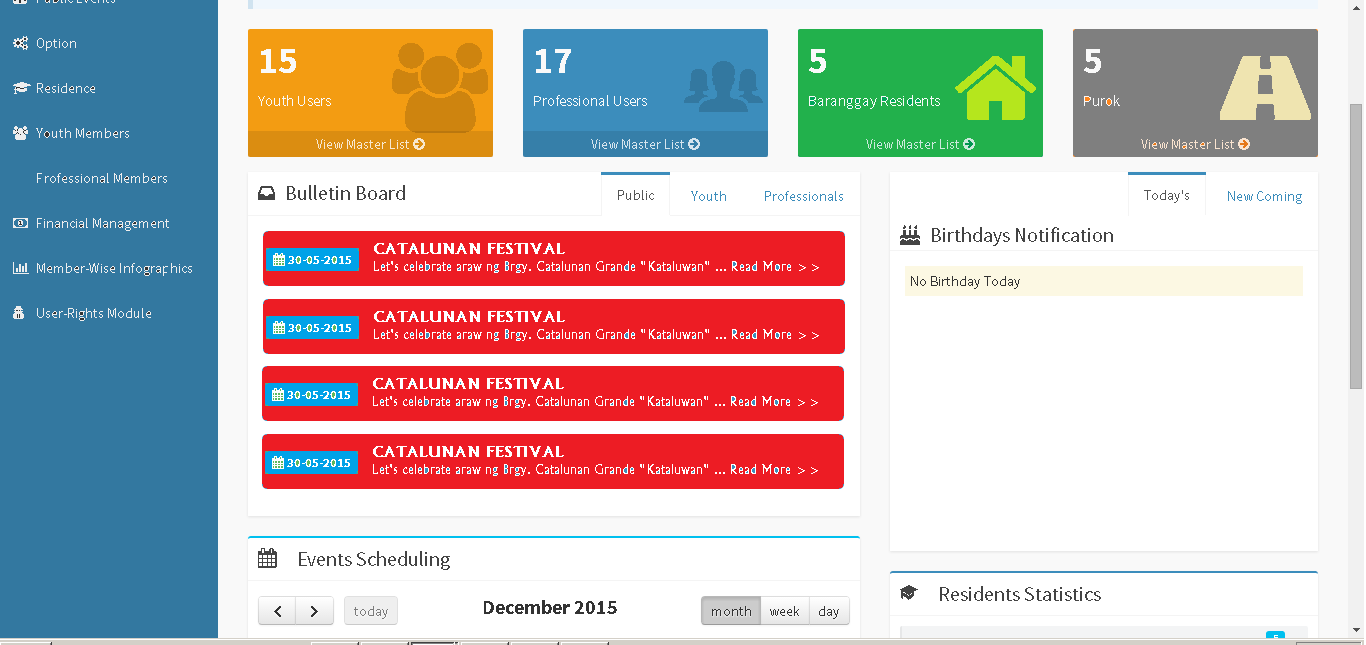 Public Events
Option
Residence
Youth Members
Professional Members
Financial Management
Member-Wise Infographics
User-Rights Module
15
Youth Users
View Master List
17
Professional Users
View Master List
5
Baranggay Residents
View Master List
5
Purok
View Master List
Bulletin Board
Public
Youth
Professionals
30-05-2015
CATALUNAN FESTIVAL
Let's celebrate araw ng Brgy. Catalunan Grande "Kataluwan" ... Read More > >
30-05-2015
CATALUNAN FESTIVAL
Let's celebrate araw ng Brgy. Catalunan Grande "Kataluwan" ... Read More > >
30-05-2015
CATALUNAN FESTIVAL
Let's celebrate araw ng Brgy. Catalunan Grande "Kataluwan" ... Read More > >
30-05-2015
CATALUNAN FESTIVAL
Let's celebrate araw ng Brgy. Catalunan Grande "Kataluwan" ... Read More > >
Today's
New Coming
Birthdays Notification
No Birthday Today
Events Scheduling
today
December 2015
month
week
day
Residents Statistics
5